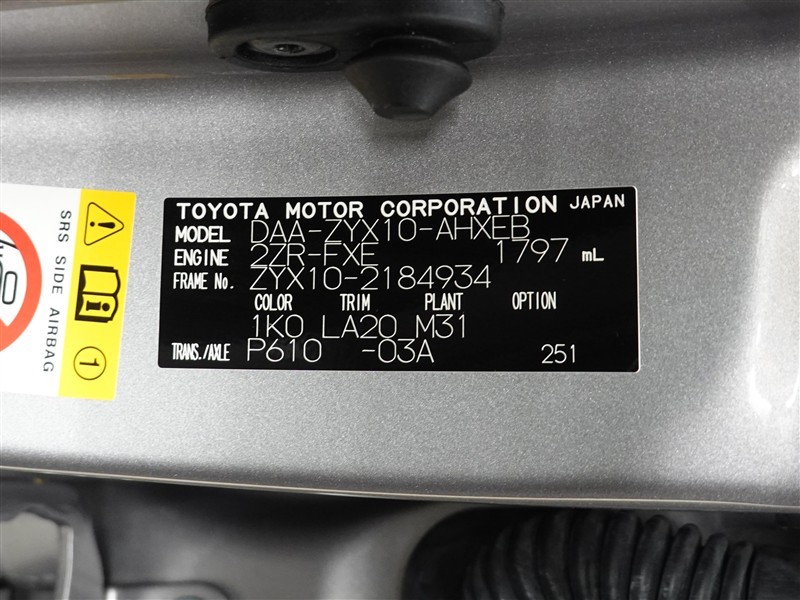 TOYOTA MOTOR CORPORATION JAPAN
MODEL DAA-ZYX10-AHXEB
ENGINE 2ZR-FXE 1797 mL
FRAME No. ZYX10-2184934
COLOR TRIM PLANT OPTION
1K0 LA20 M31
TRANS./AXLE P610 -03A 251
SRS SIDE AIRBAG
1